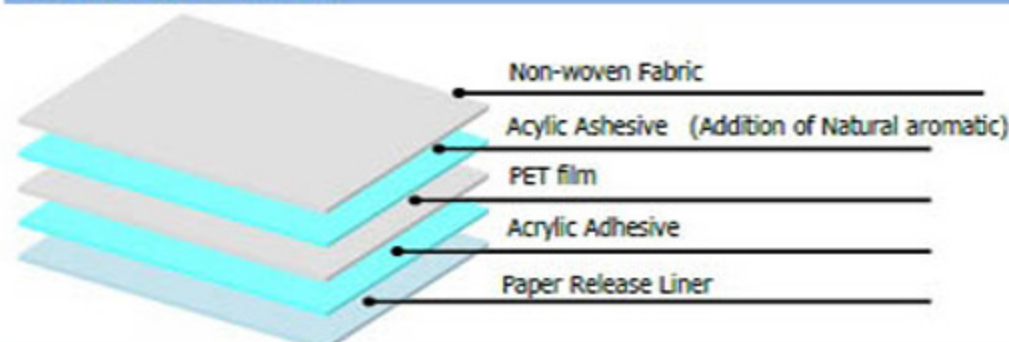 Non-woven Fabric
Acylic Ashesive (Addition of Natural aromatic)
PET film
Acrylic Adhesive
Paper Release Liner